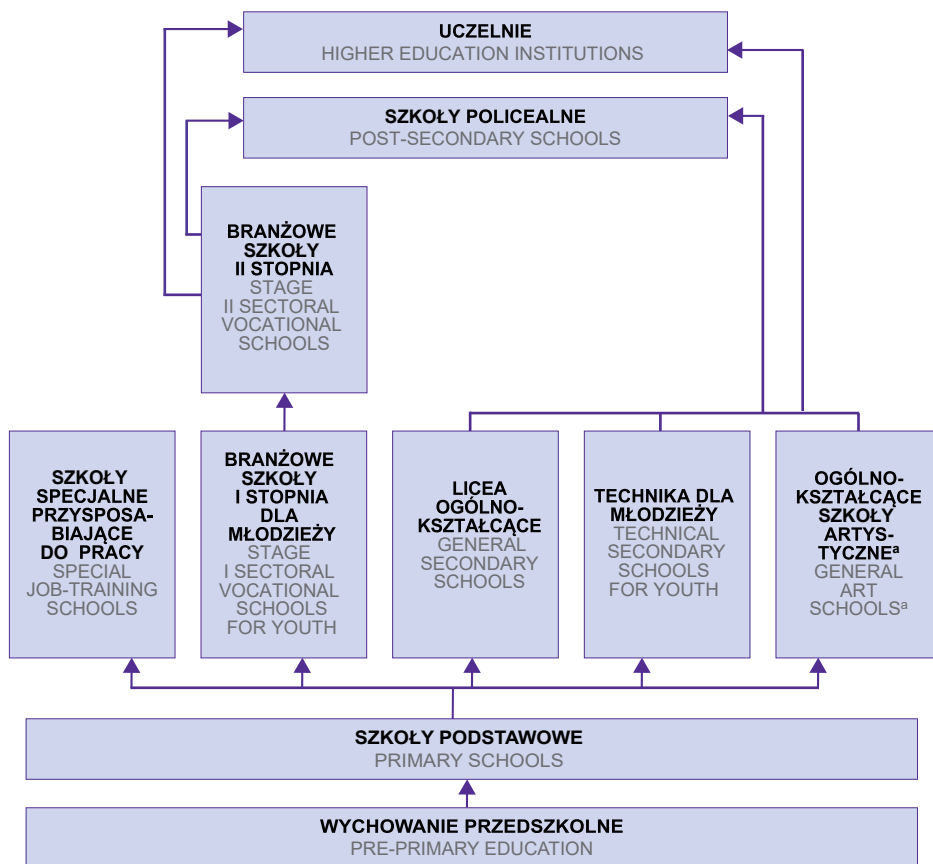 UCZELNIE
HIGHER EDUCATION INSTITUTIONS
SZKOŁY POLICEALNE
POST-SECONDARY SCHOOLS
BRANŻOWE
SZKOŁY
II STOPNIA
STAGE
II SECTORAL
VOCATIONAL
SCHOOLS
SZKOŁY
SPECJALNE
PRZYSPOSA-
BIAJĄCE
DO PRACY
SPECIAL
JOB-TRAINING
SCHOOLS
BRANŻOWE
SZKOŁY
I STOPNIA
DLA
MŁODZIEŻY
STAGE
I SECTORAL
VOCATIONAL
SCHOOLS
FOR YOUTH
LICEA
OGÓLNO-
KSZTAŁCĄCE
GENERAL
SECONDARY
SCHOOLS
TECHNIKA DLA
MŁODZIEŻY
TECHNICAL
SECONDARY
SCHOOLS
FOR YOUTH
OGÓLNO-
KSZTAŁCĄCE
SZKOŁY
ARTYS-
TYCZNEᵃ
GENERAL
ART
SCHOOLSᵃ
SZKOŁY PODSTAWOWE
PRIMARY SCHOOLS
WYCHOWANIE PRZEDSZKOLNE
PRE-PRIMARY EDUCATION